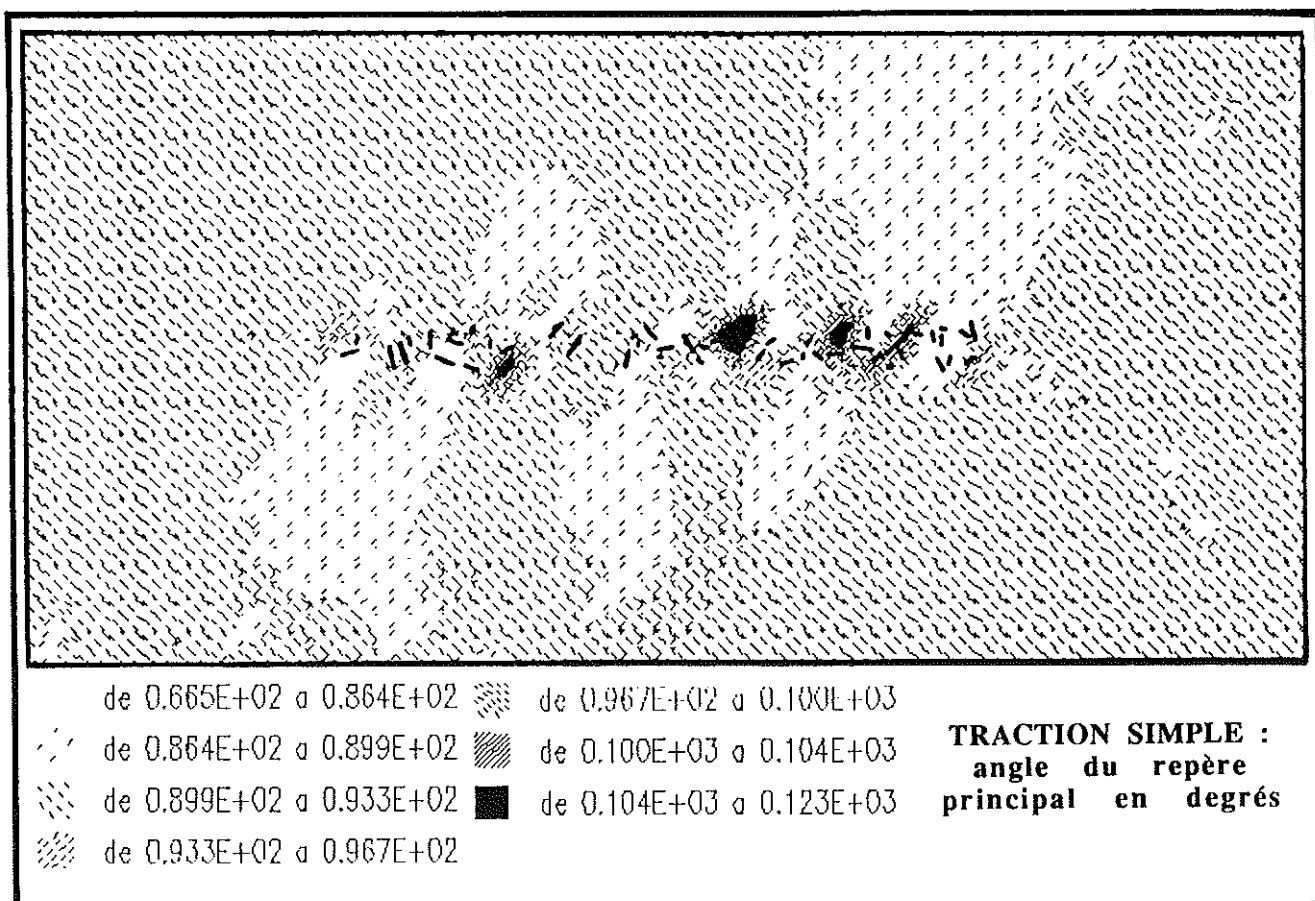 de 0.665E+02 a 0.864E+02
de 0.864E+02 a 0.899E+02
de 0.899E+02 a 0.933E+02
de 0.933E+02 a 0.967E+02
de 0.967E+02 a 0.100E+03
de 0.100E+03 a 0.104E+03
de 0.104E+03 a 0.123E+03
TRACTION SIMPLE :
angle du repère
principal en degrés